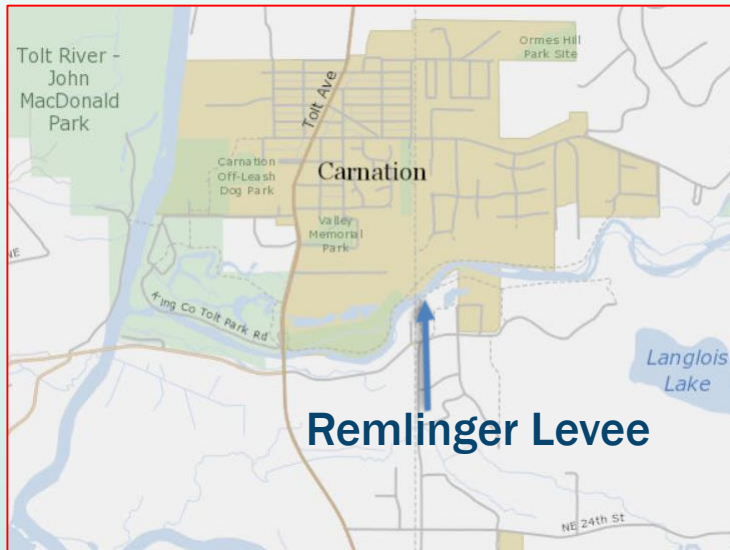 Tolt River -
John
MacDonald
Park
Ormes Hill
Park Site
Tolt Ave
Carnation
Off-Leash
Dog Park
Carnation
Valley
Memorial
Park
NE
King Co Tolt Park Rd
Langlois
Lake
Remlinger Levee
NE 24th St